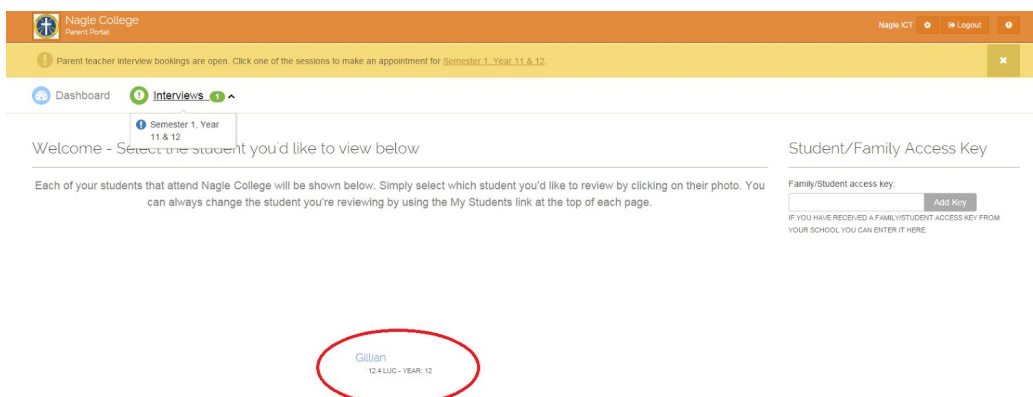 Nagle College
Parent Portal
Nagle ICT
Logout
Parent teacher interview bookings are open. Click one of the sessions to make an appointment for Semester 1, Year 11 & 12.
Dashboard
Interviews 1
Semester 1, Year
11 & 12
Welcome - Select the student you'd like to view below
Each of your students that attend Nagle College will be shown below. Simply select which student you'd like to review by clicking on their photo. You
can always change the student you're reviewing by using the My Students link at the top of each page.
Student/Family Access Key
Family/Student access key:
Add Key
IF YOU HAVE RECEIVED A FAMILY/STUDENT ACCESS KEY FROM
YOUR SCHOOL YOU CAN ENTER IT HERE.
Gillian
12.4 LUC - YEAR: 12